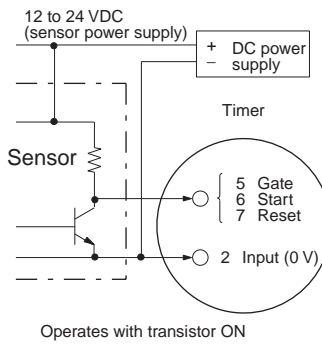 12 to 24 VDC
(sensor power supply)
+ DC power
− supply
Timer
Sensor
5 Gate
6 Start
7 Reset
2 Input (0 V)
Operates with transistor ON